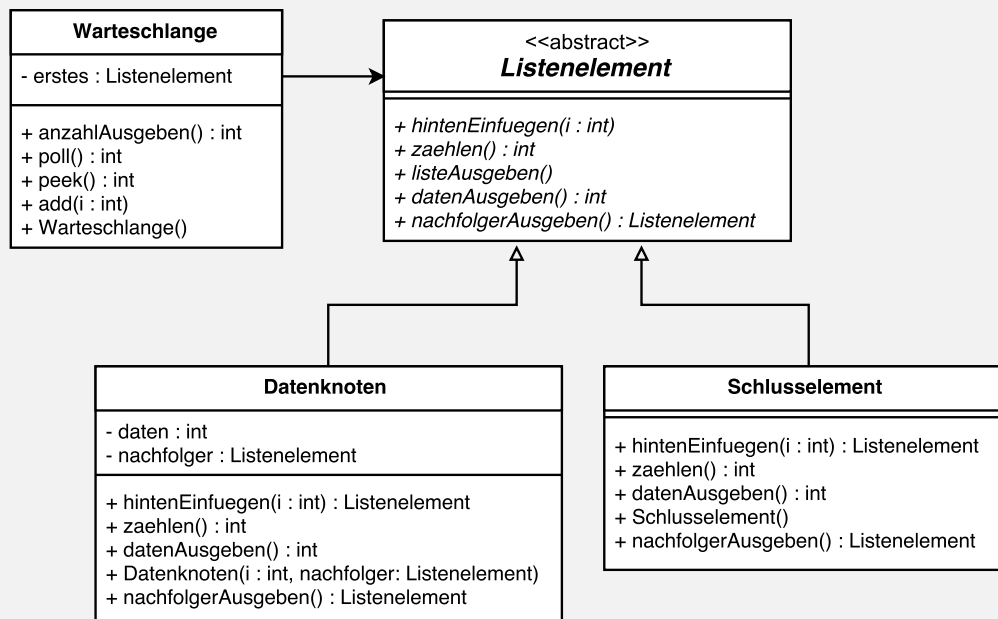 Warteschlange
- erstes : Listenelement
+ anzahlAusgeben() : int
+ poll() : int
+ peek() : int
+ add(i : int)
+ Warteschlange()
<<abstract>>
Listenelement
+ hintenEinfuegen(i : int)
+ zaehlen() : int
+ listeAusgeben()
+ datenAusgeben() : int
+ nachfolgerAusgeben() : Listenelement
Datenknoten
- daten : int
- nachfolger : Listenelement
+ hintenEinfuegen(i : int) : Listenelement
+ zaehlen() : int
+ datenAusgeben() : int
+ Datenknoten(i : int, nachfolger: Listenelement)
+ nachfolgerAusgeben() : Listenelement
Schlusselement
+ hintenEinfuegen(i : int) : Listenelement
+ zaehlen() : int
+ datenAusgeben() : int
+ Schlusselement()
+ nachfolgerAusgeben() : Listenelement